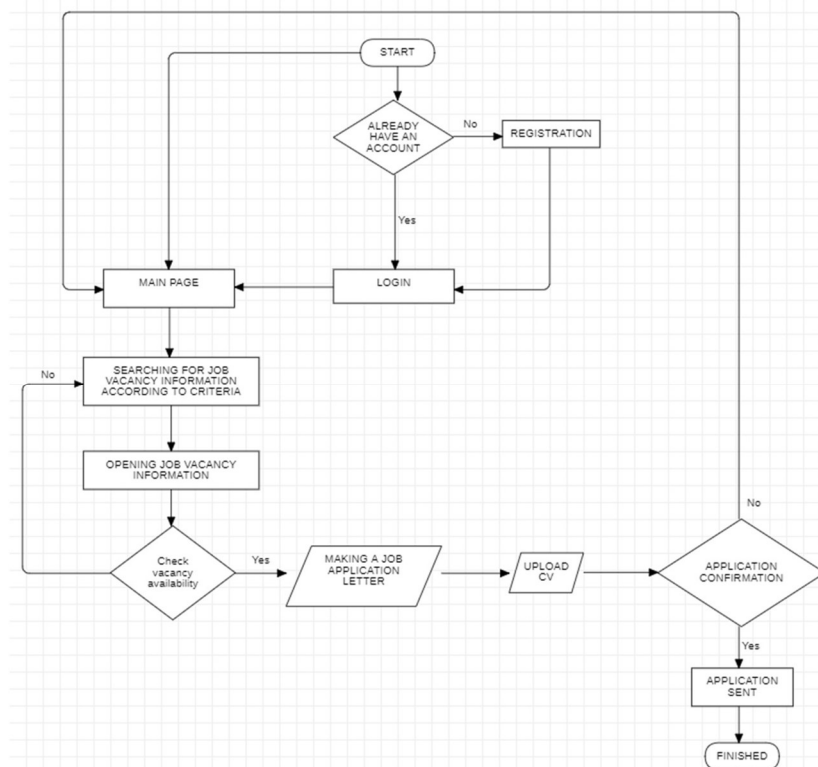 START
ALREADY
HAVE AN
ACCOUNT
No
REGISTRATION
Yes
MAIN PAGE
LOGIN
No
SEARCHING FOR JOB
VACANCY INFORMATION
ACCORDING TO CRITERIA
OPENING JOB VACANCY
INFORMATION
Check
vacancy
availability
Yes
MAKING A JOB
APPLICATION
LETTER
UPLOAD
CV
No
APPLICATION
CONFIRMATION
Yes
APPLICATION
SENT
FINISHED